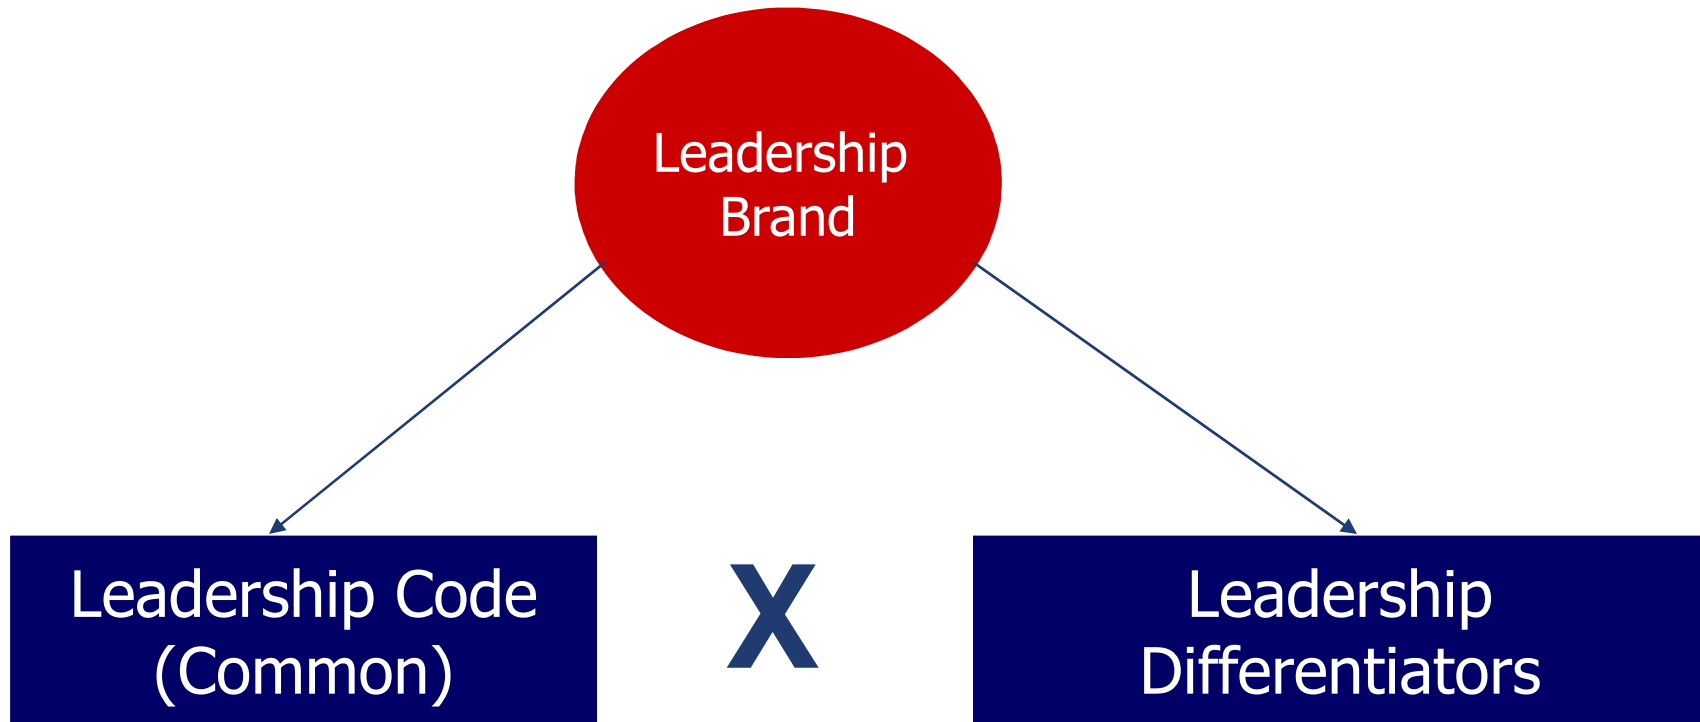 Leadership
Brand
Leadership Code
(Common)
X
Leadership
Differentiators